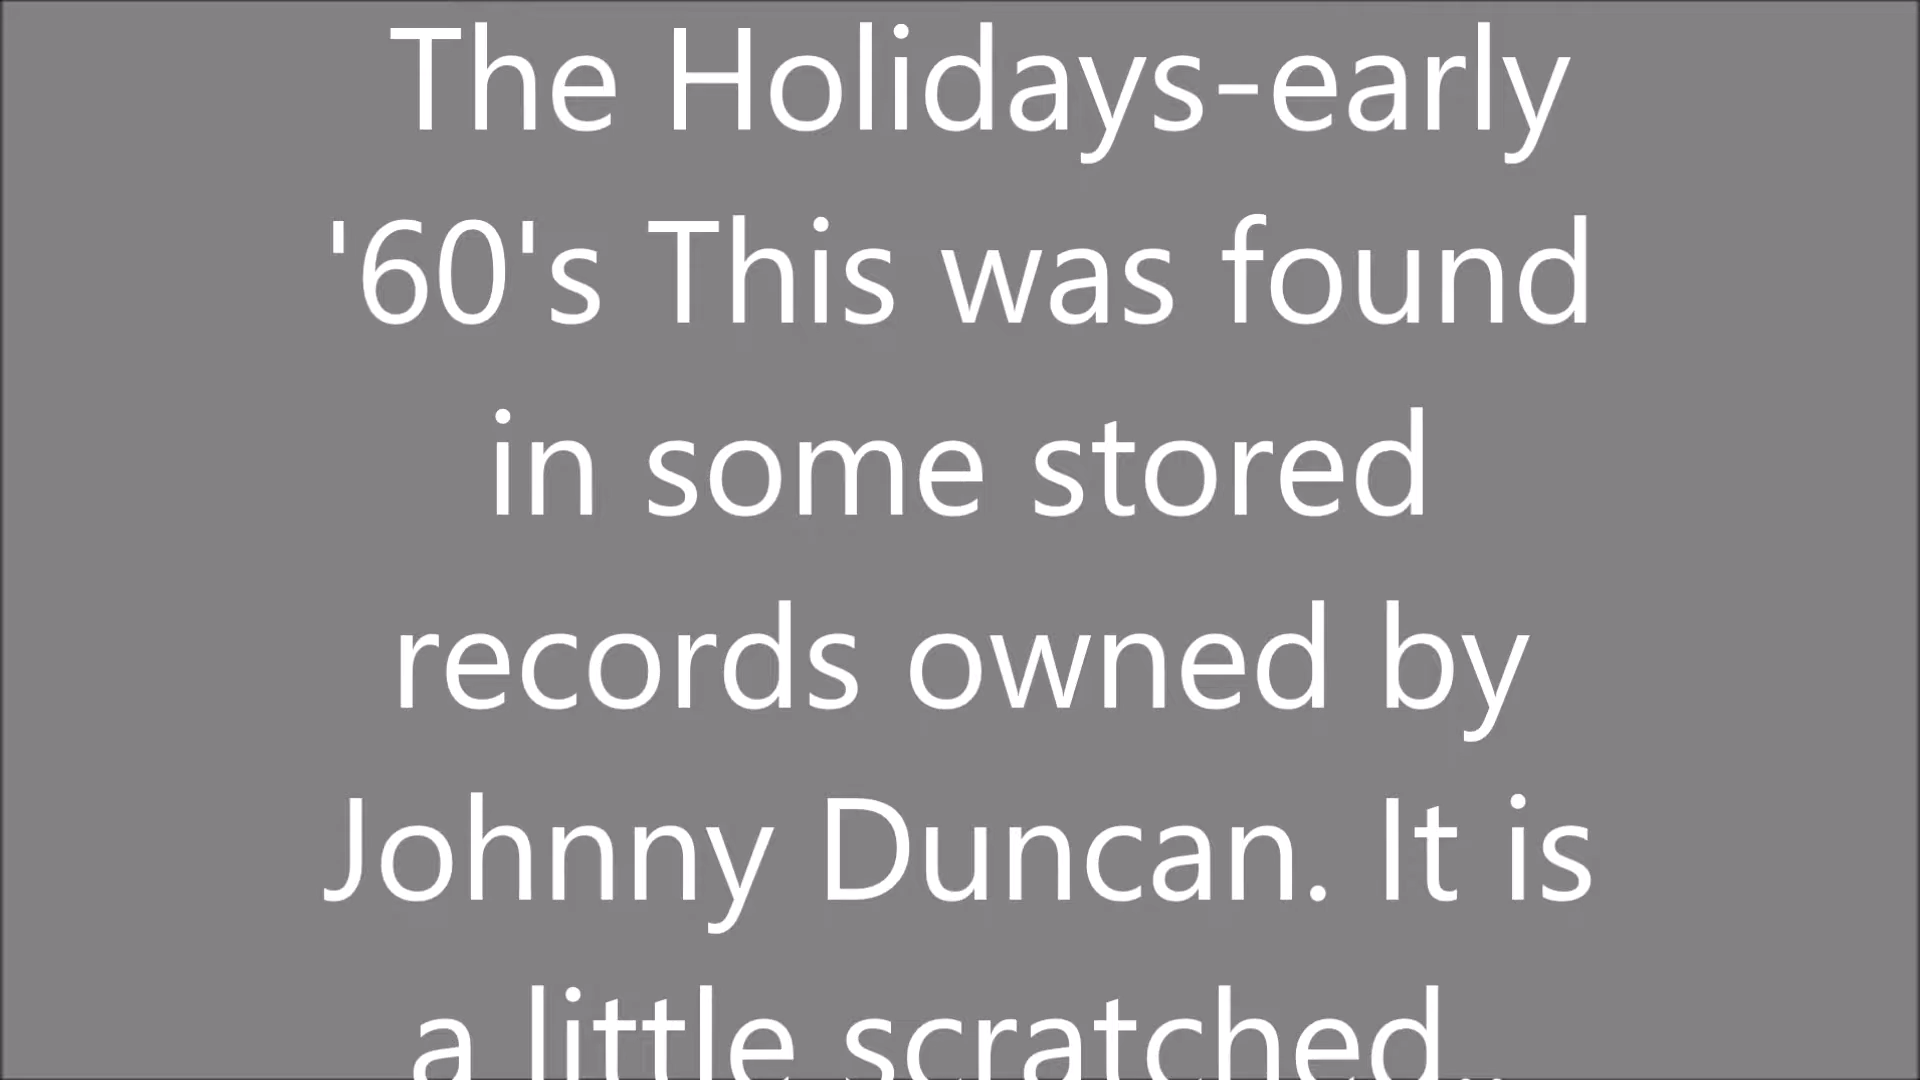 The Holidays-early
'60's This was found
in some stored
records owned by
Johnny Duncan. It is
a little scratched..